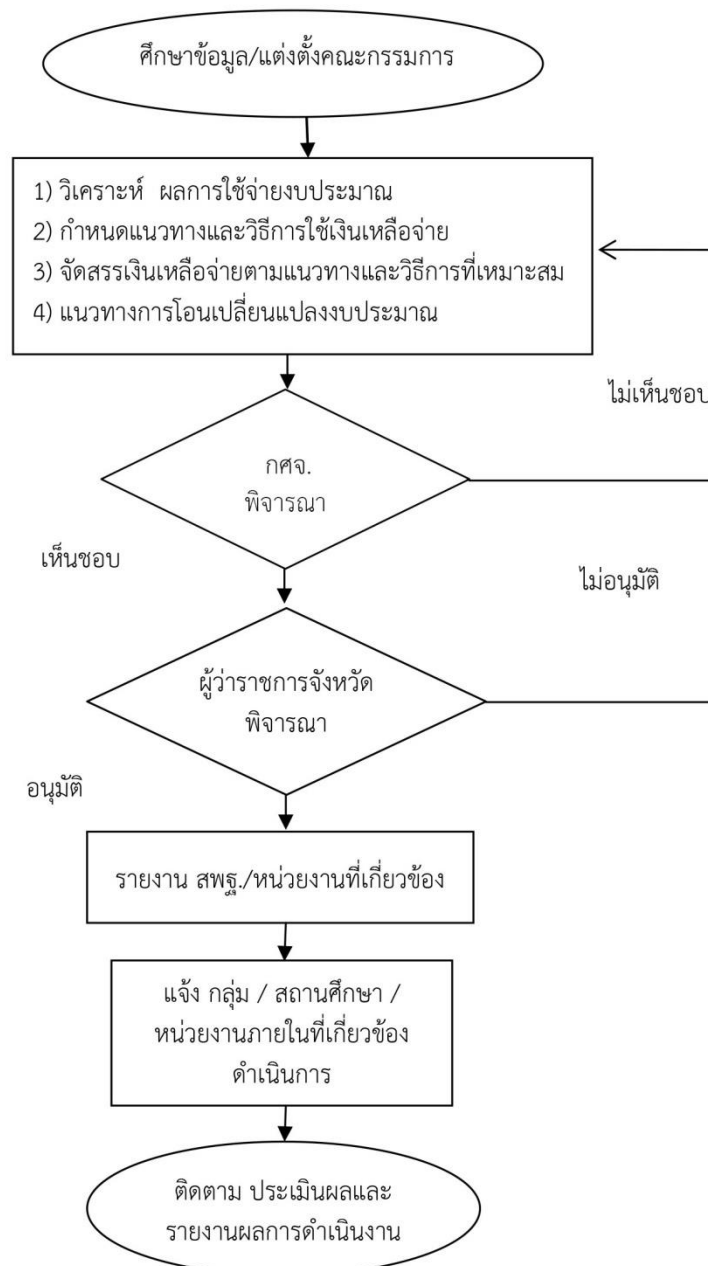 ศึกษาข้อมูล/แต่งตั้งคณะกรรมการ
1) วิเคราะห์ ผลการใช้จ่ายงบประมาณ
2) กำหนดแนวทางและวิธีการใช้เงินเหลือจ่าย
3) จัดสรรเงินเหลือจ่ายตามแนวทางและวิธีการที่เหมาะสม
4) แนวทางการโอนเปลี่ยนแปลงงบประมาณ
ไม่เห็นชอบ
กศจ.
พิจารณา
เห็นชอบ
ไม่อนุมัติ
ผู้ว่าราชการจังหวัด
พิจารณา
อนุมัติ
รายงาน สพฐ./หน่วยงานที่เกี่ยวข้อง
แจ้ง กลุ่ม / สถานศึกษา /
หน่วยงานภายในที่เกี่ยวข้อง
ดำเนินการ
ติดตาม ประเมินผลและ
รายงานผลการดำเนินงาน